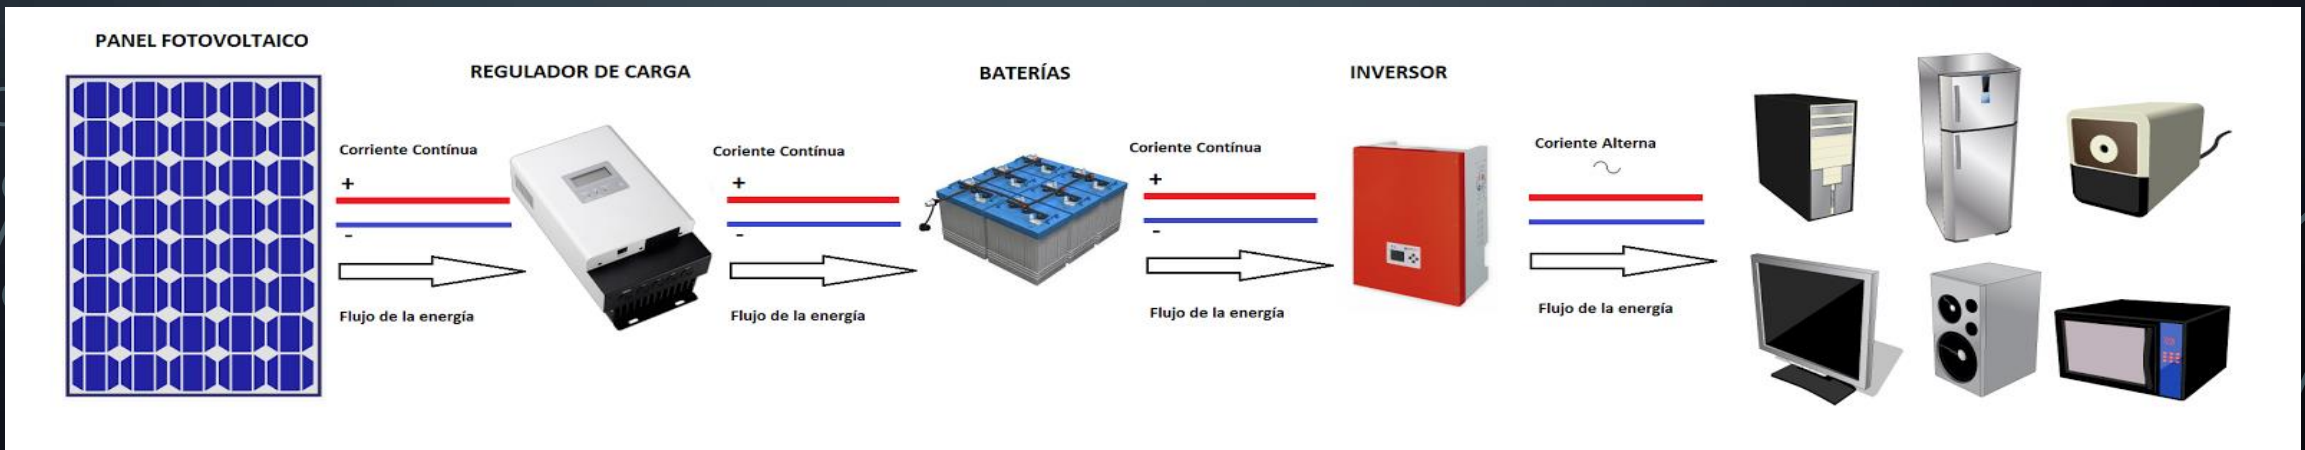 PANEL FOTOVOLTAICO
REGULADOR DE CARGA
BATERÍAS
INVERSOR
Corriente Contínua
+
-
Flujo de la energía
Coriente Contínua
+
-
Flujo de la energía
Coriente Contínua
+
-
Flujo de la energía
Coriente Alterna
Flujo de la energía